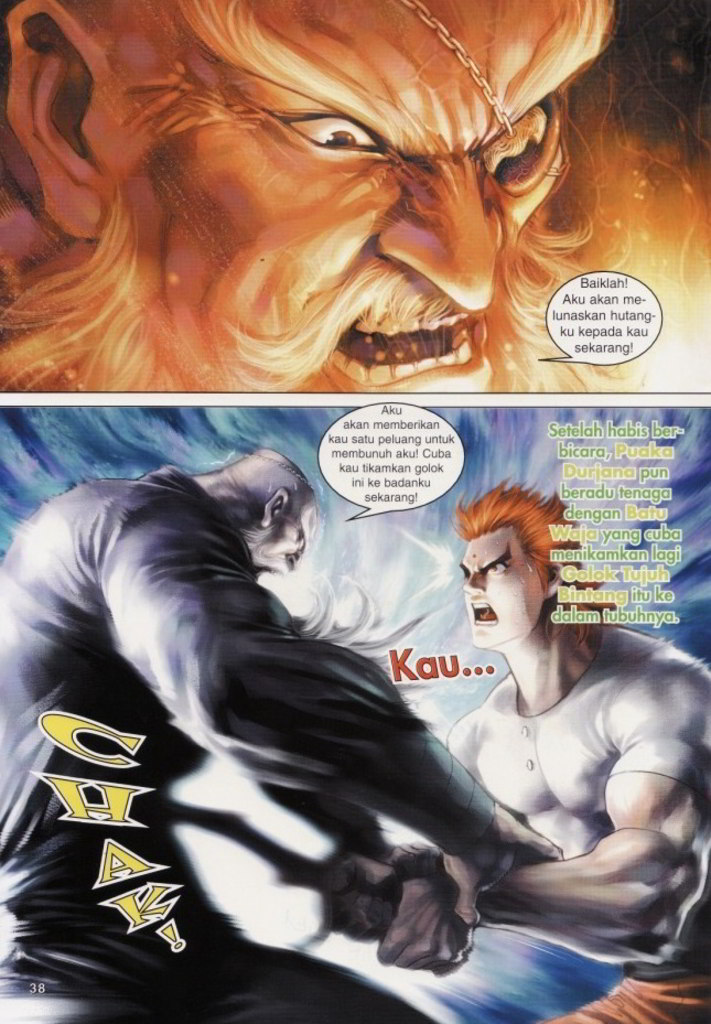 Baiklah!
Aku akan me-
lunaskan hutang-
ku kepada kau
sekarang!
Aku
akan memberikan
kau satu peluang untuk
membunuh aku! Cuba
kau tikamkan golok
ini ke badanku
sekarang!
Setelah habis ber-
bicara, Puaka
Durjana pun
beradu tenaga
dengan Batu
Waja yang cuba
menikamkan lagi
Golok Tujuh
Bintang itu ke
dalam tubuhnya.
Kau...
CHAK!
38